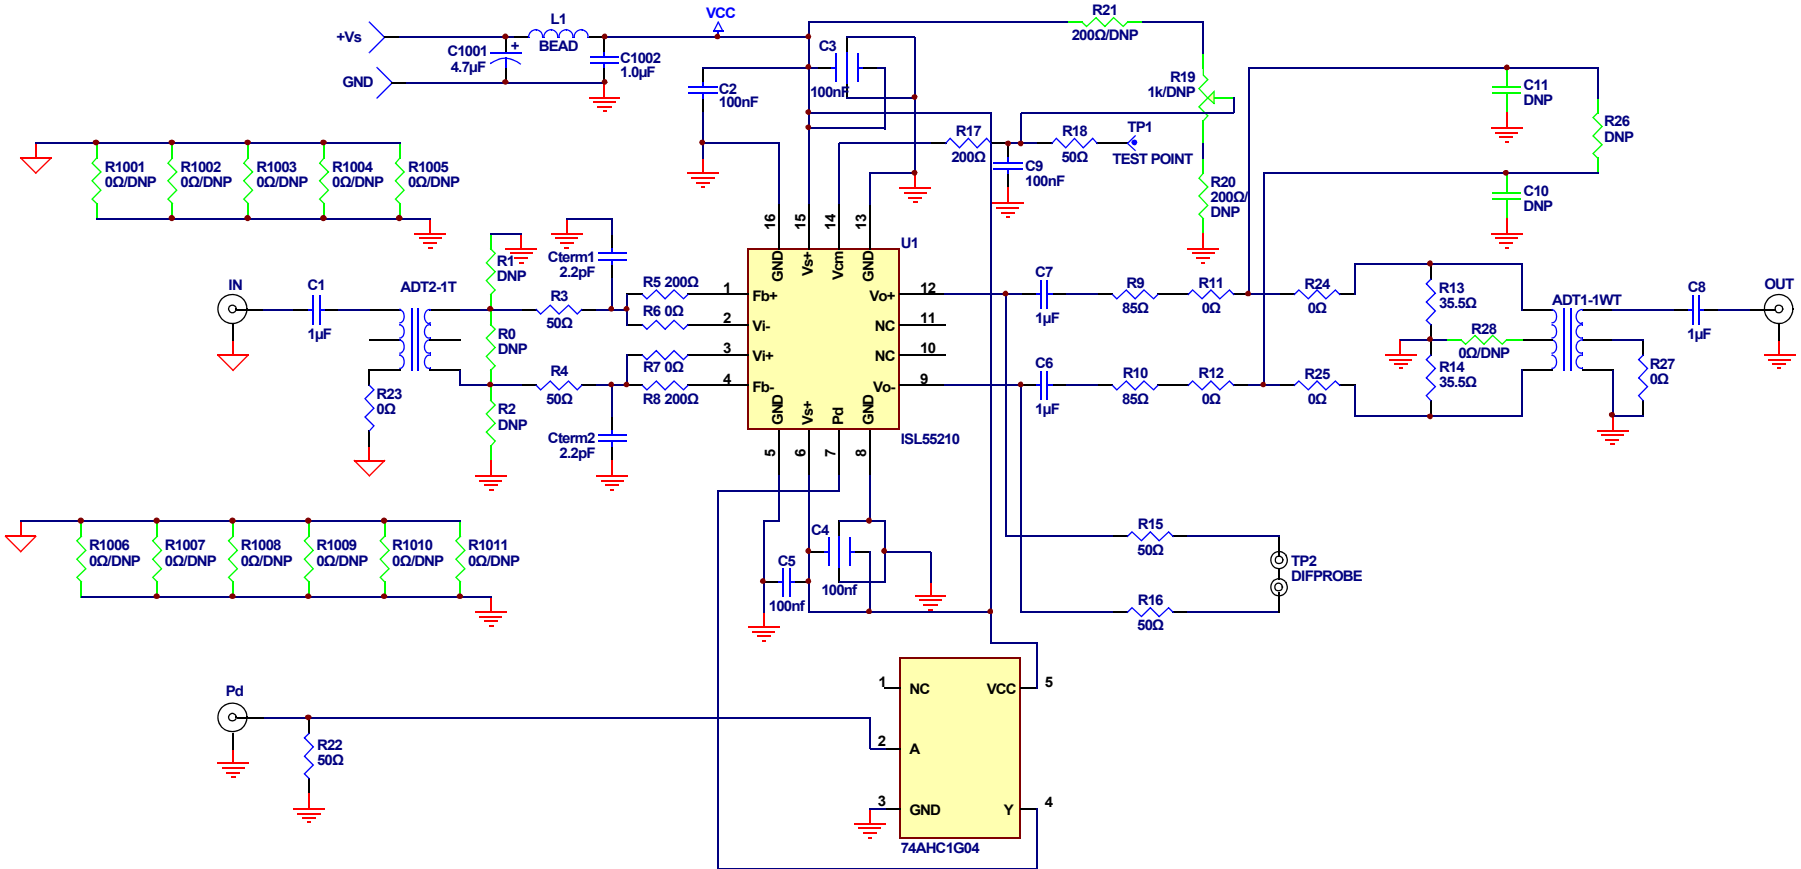 +Vs
GND
C1001
4.7µF
+
L1
BEAD
C1002
1.0µF
VCC
C2
100nF
C3
100nF
R21
200Ω/DNP
R19
1k/DNP
R20
200Ω/
DNP
R17
200Ω
R18
50Ω
C9
100nF
TP1
TEST POINT
C11
DNP
C10
DNP
R26
DNP
R1001
0Ω/DNP
R1002
0Ω/DNP
R1003
0Ω/DNP
R1004
0Ω/DNP
R1005
0Ω/DNP
IN
C1
1µF
ADT2-1T
R23
0Ω
R1
DNP
R0
DNP
R2
DNP
R3
50Ω
R4
50Ω
Cterm1
2.2pF
Cterm2
2.2pF
R5 200Ω
R6 0Ω
R7 0Ω
R8 200Ω
U1
16
15
14
13
GND
Vs+
Vcm
GND
1
Fb+
2
Vi-
3
Vi+
4
Fb-
Vo+
12
NC
11
NC
10
Vo-
9
GND
Vs+
Pd
GND
5
6
7
8
ISL55210
C7
1µF
C6
1µF
R9
85Ω
R10
85Ω
R11
0Ω
R12
0Ω
R24
0Ω
R25
0Ω
R13
35.5Ω
R28
0Ω/DNP
R14
35.5Ω
ADT1-1WT
R27
0Ω
C8
1µF
OUT
R1006
0Ω/DNP
R1007
0Ω/DNP
R1008
0Ω/DNP
R1009
0Ω/DNP
R1010
0Ω/DNP
R1011
0Ω/DNP
C5
100nf
C4
100nf
R15
50Ω
R16
50Ω
TP2
DIFPROBE
Pd
R22
50Ω
1
NC
VCC
5
2
A
3
GND
Y
4
74AHC1G04